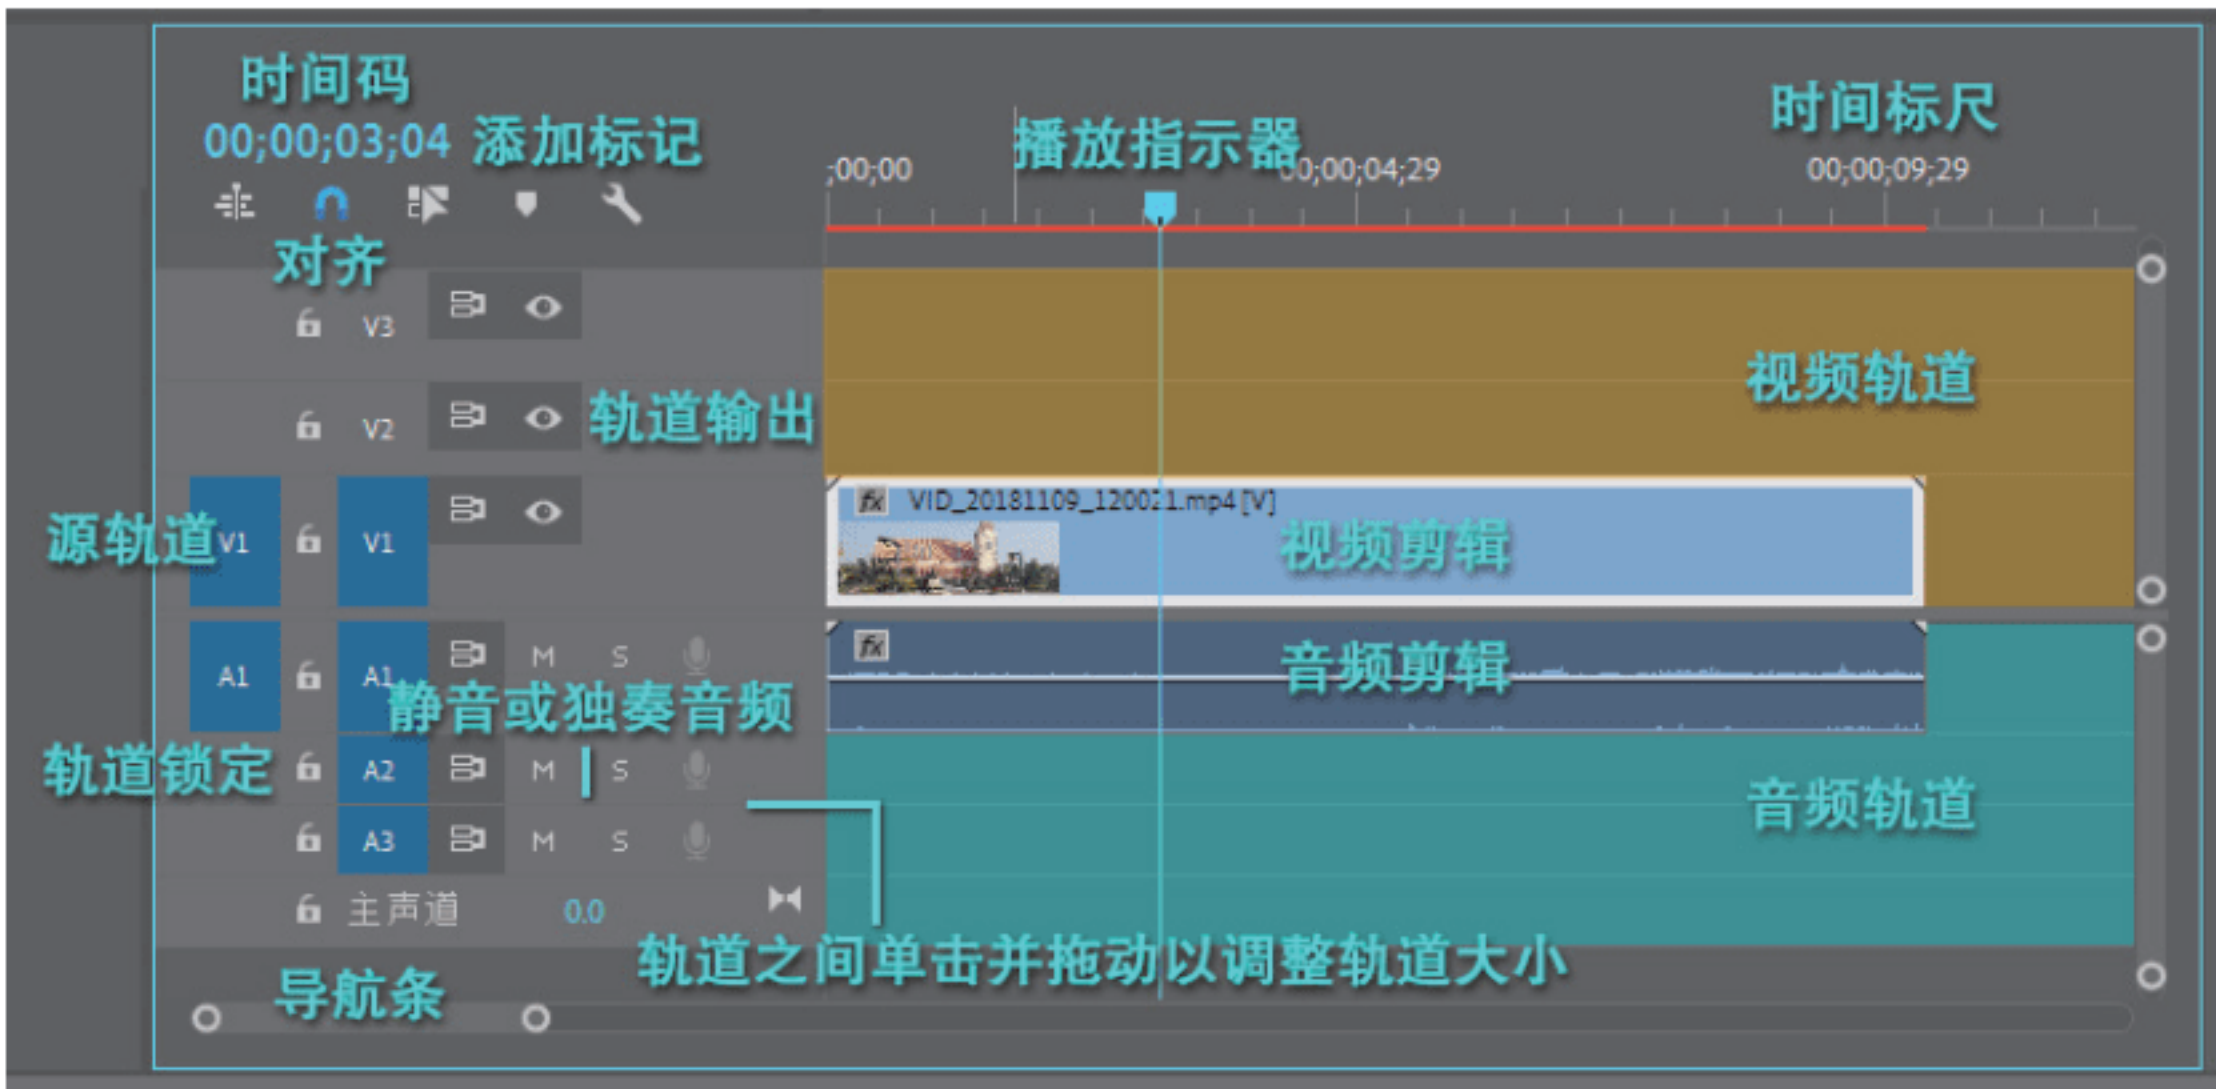 时间码
00;00;03;04
添加标记
播放指示器
时间标尺
;00;00
00;00;04;29
00;00;09;29
对齐
V3
视频轨道
V2
轨道输出
fx VID_20181109_120021.mp4 [V]
源轨道
V1
V1
视频剪辑
fx
A1
A1
M
S
音频剪辑
静音或独奏音频
轨道锁定
A2
M
S
音频轨道
A3
M
S
主声道
0.0
轨道之间单击并拖动以调整轨道大小
导航条